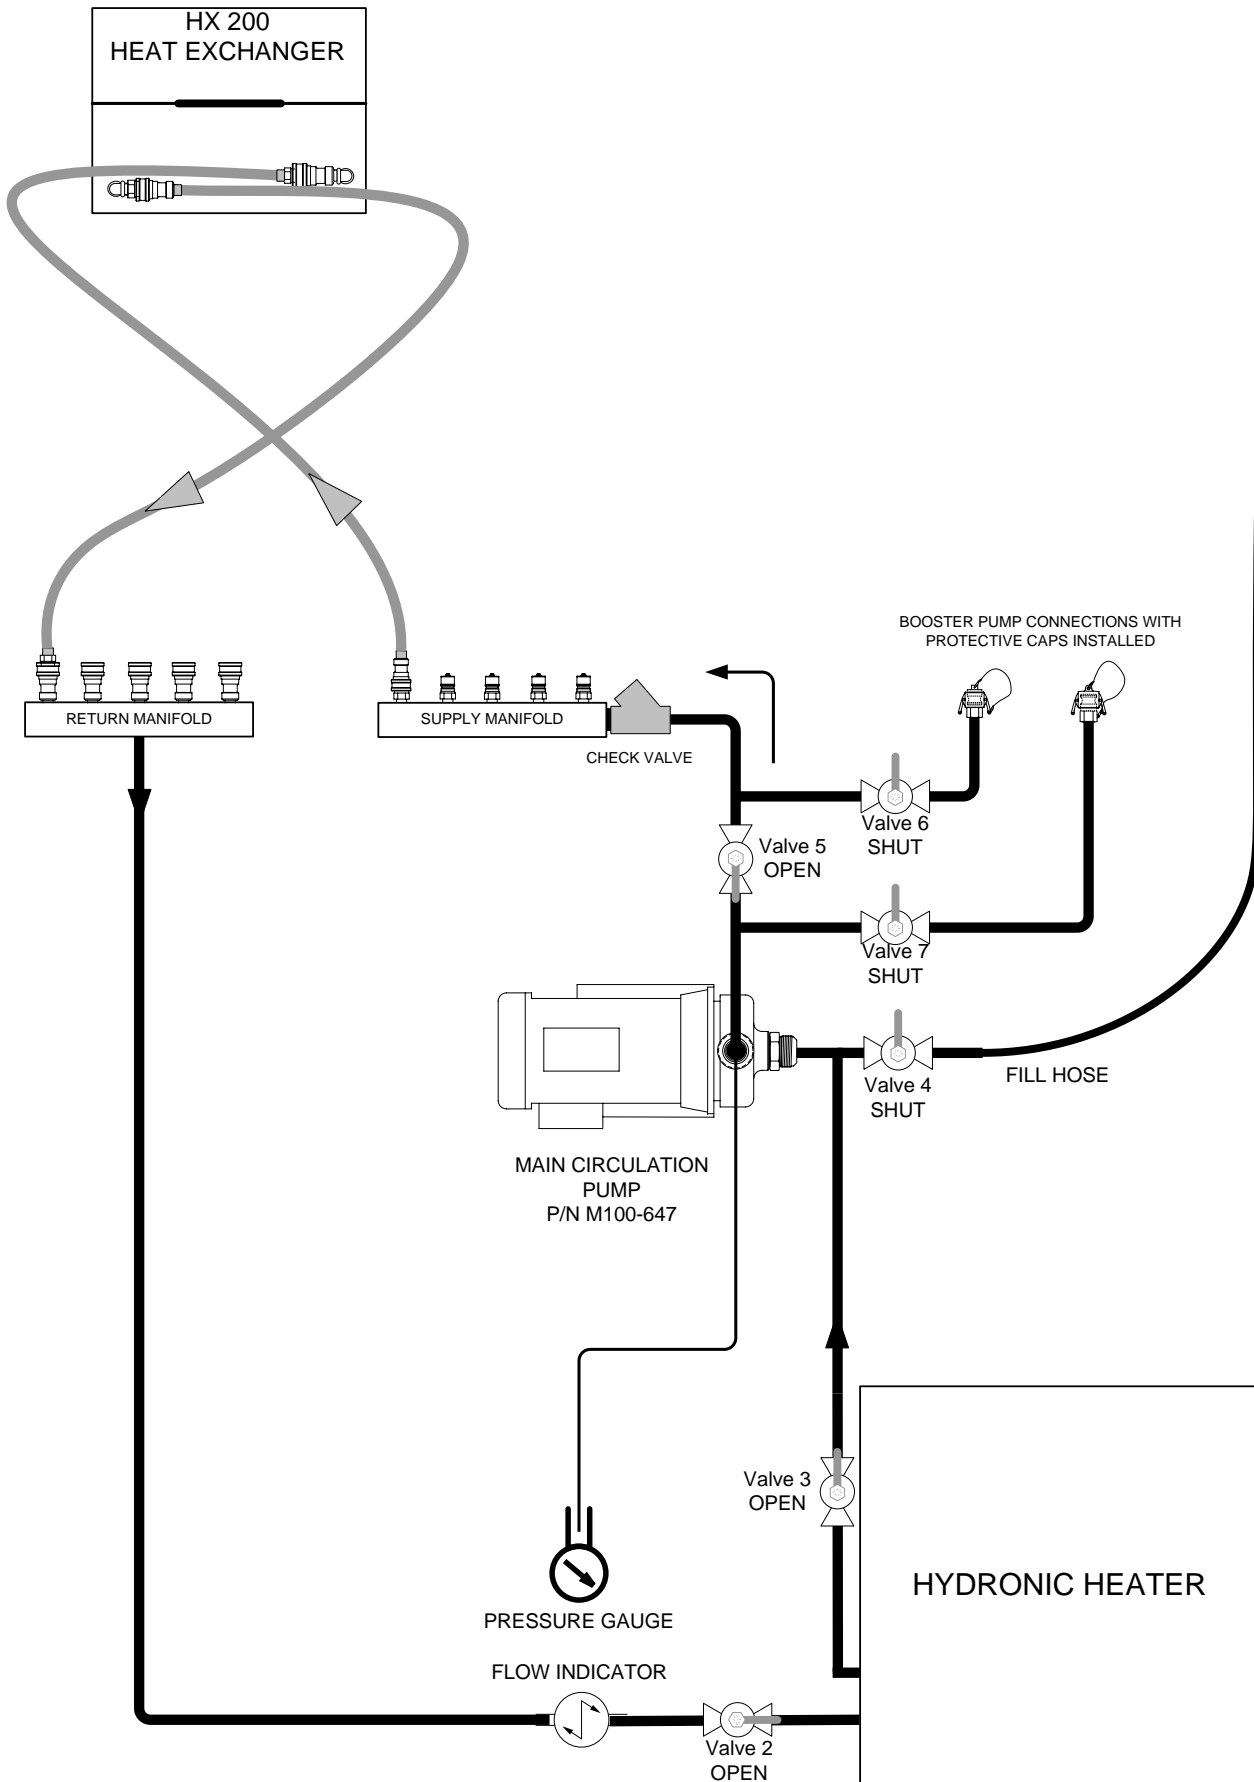 HX 200
HEAT EXCHANGER
BOOSTER PUMP CONNECTIONS WITH
PROTECTIVE CAPS INSTALLED
RETURN MANIFOLD
SUPPLY MANIFOLD
CHECK VALVE
Valve 6
SHUT
Valve 5
OPEN
Valve 7
SHUT
FILL HOSE
Valve 4
SHUT
MAIN CIRCULATION
PUMP
P/N M100-647
Valve 3
OPEN
HYDRONIC HEATER
PRESSURE GAUGE
FLOW INDICATOR
Valve 2
OPEN